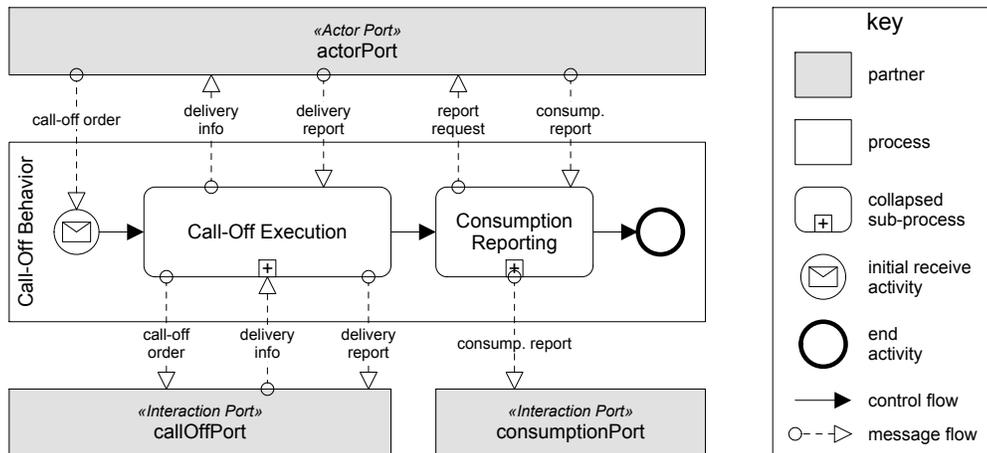 «Actor Port»
actorPort
call-off order
delivery
info
delivery
report
report
request
consump.
report
Call-Off Behavior
Call-Off Execution
Consumption
Reporting
call-off
order
delivery
info
delivery
report
consump. report
«Interaction Port»
callOffPort
«Interaction Port»
consumptionPort
key
partner
process
collapsed
sub-process
initial receive
activity
end
activity
control flow
message flow